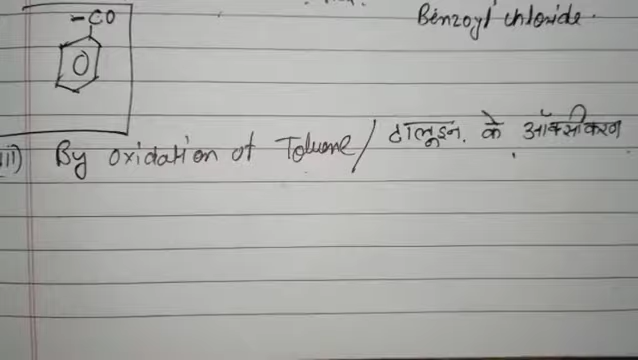 -CO
Benzoyl chloride.
iii) By oxidation of Toluene / टालूइन. के ऑक्सीकरण